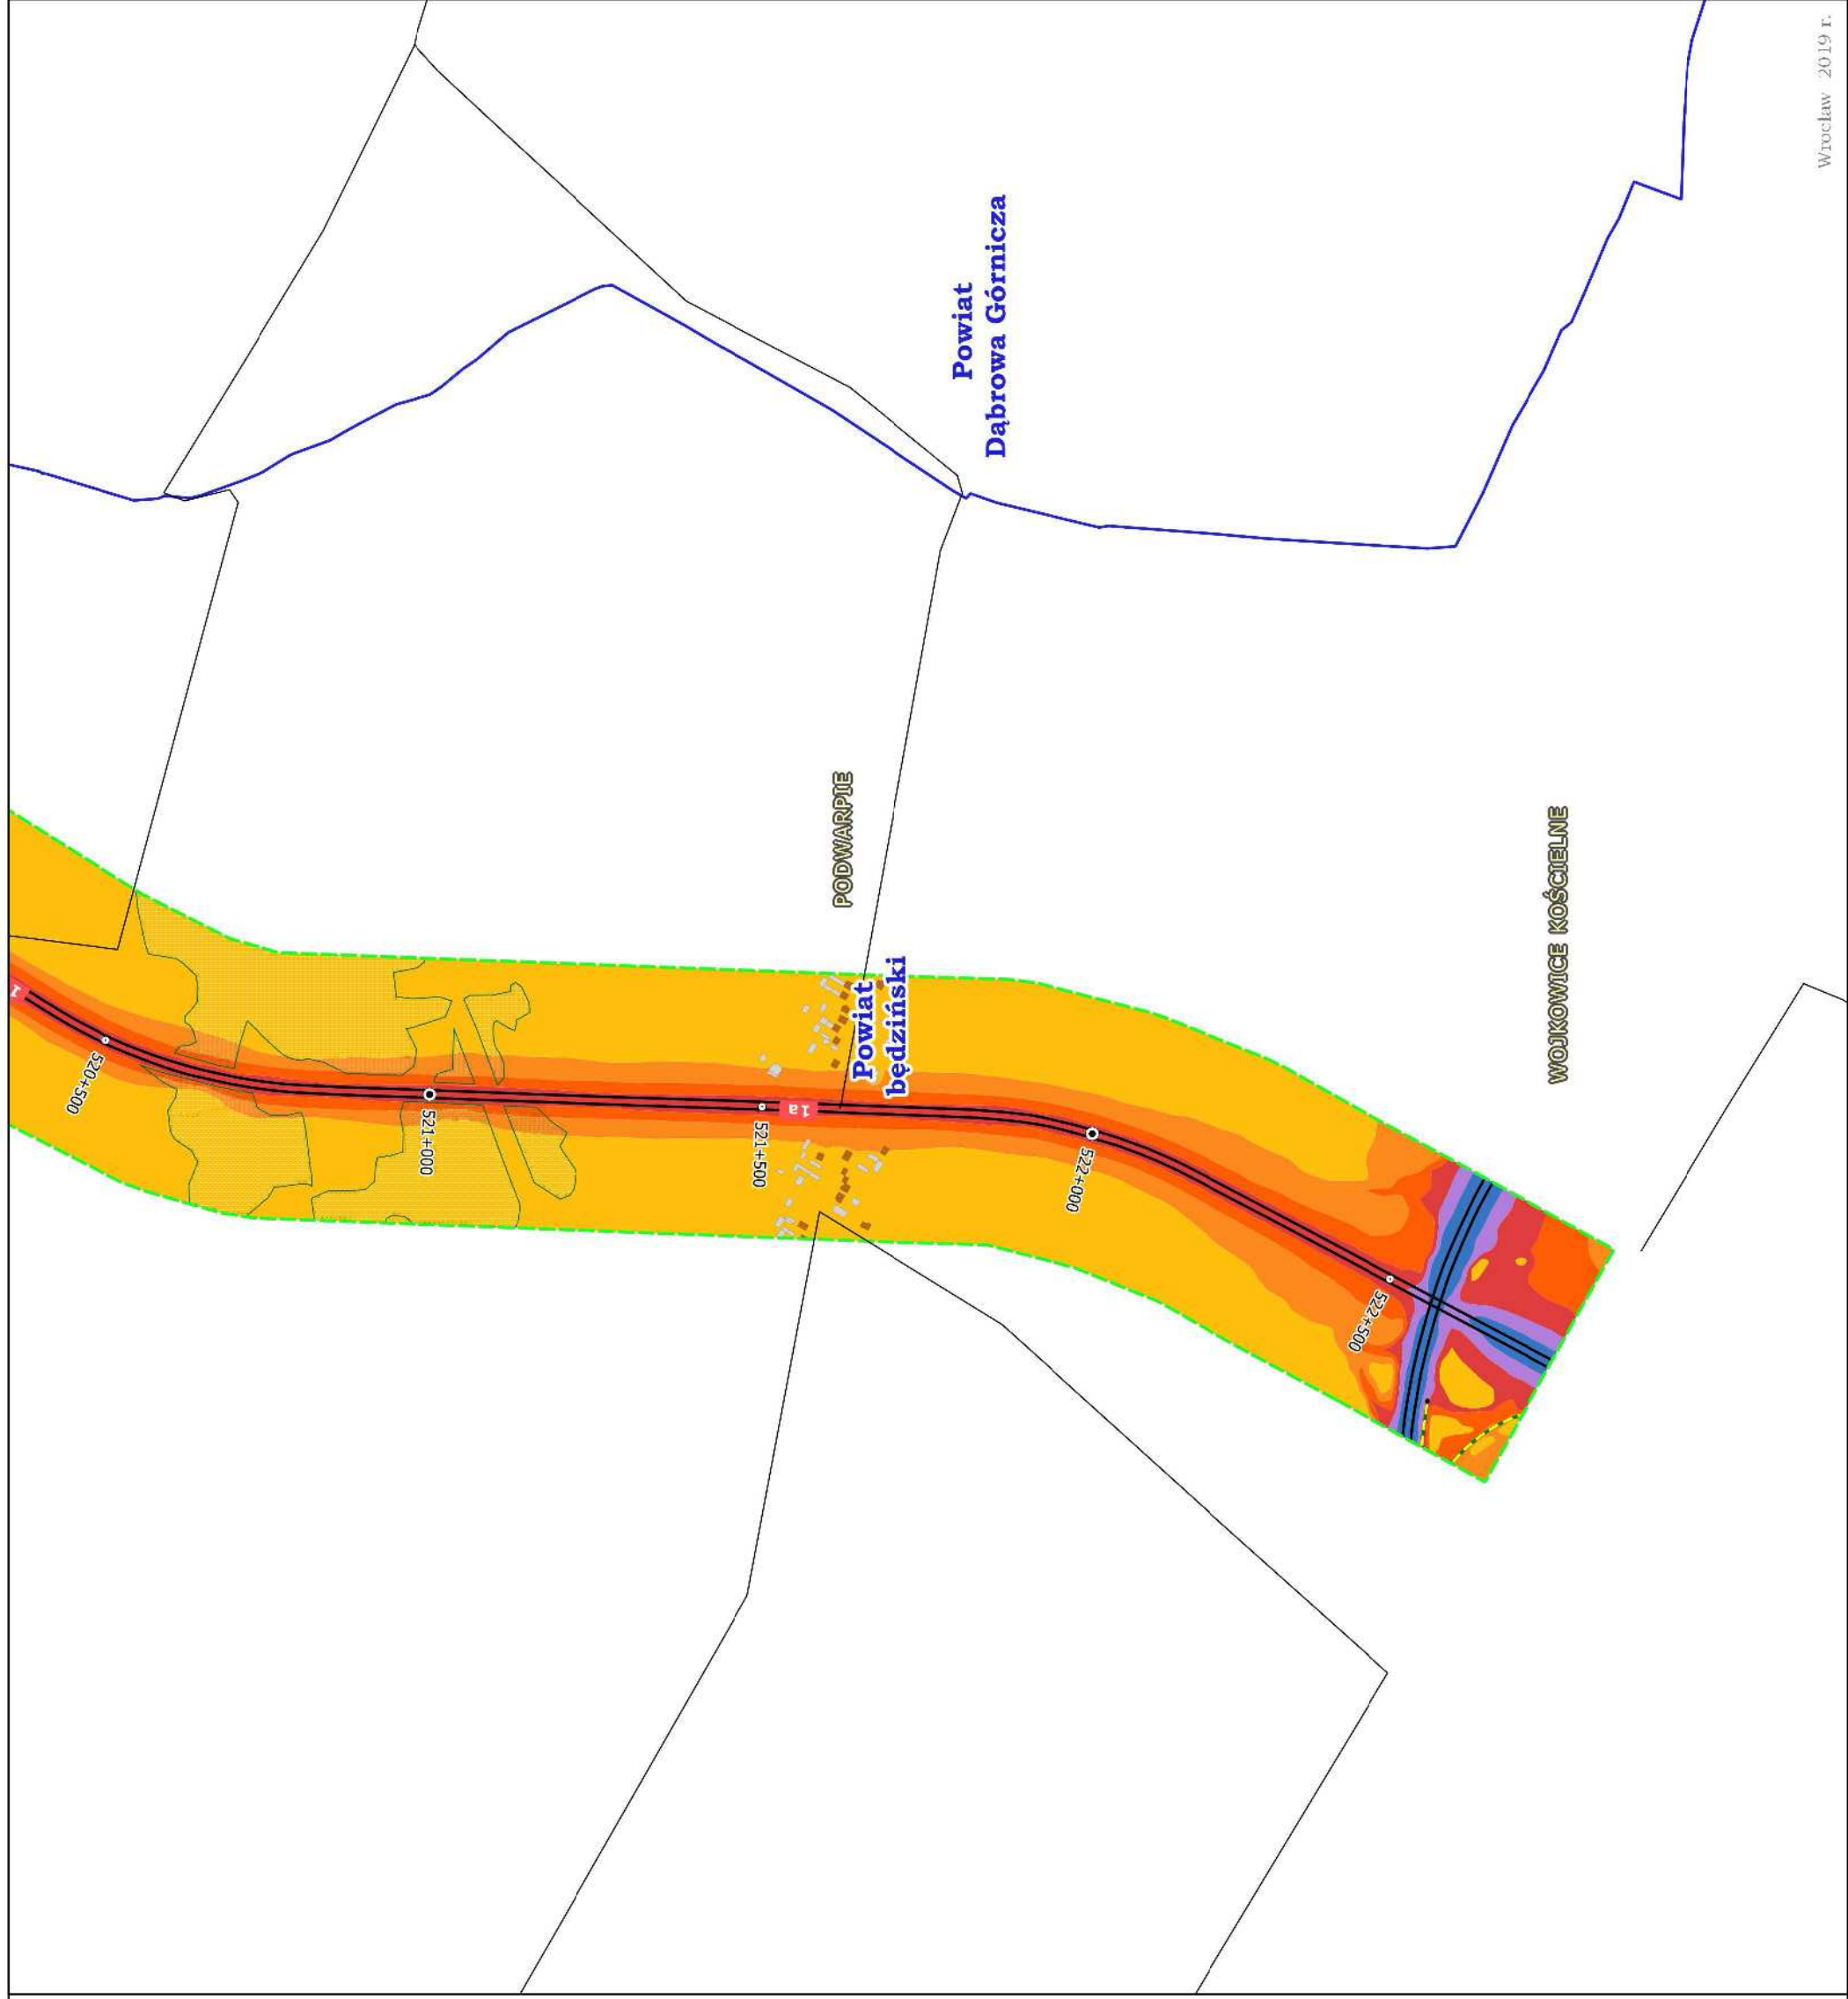 Wrocław 2019 r.
Powiat
Dąbrowa Górnicza
PODWARPIE
WOJKOWICE KOŚCIELNE
Powiat
będziński
1
520+500
521+000
521+500
1a
522+000
522+500